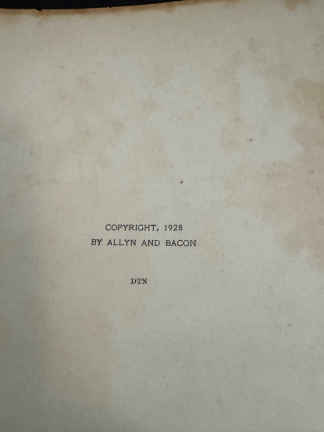 COPYRIGHT, 1928
BY ALLYN AND BACON
DTN